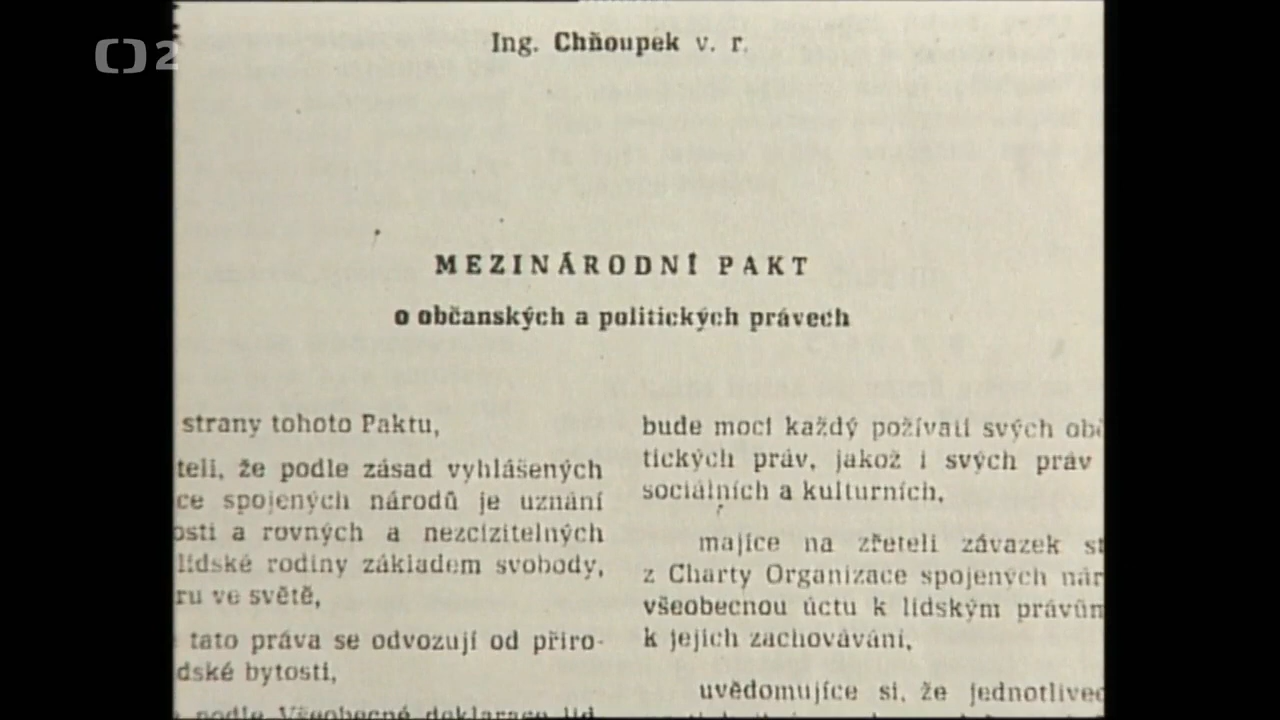 ČT2
Ing. Chňoupek v. r.
MEZINÁRODNÍ PAKT
o občanských a politických právech
strany tohoto Paktu,
teli, že podle zásad vyhlášených
ce spojených národů je uznání
osti a rovných a nezcizitelných
lidské rodiny základem svobody,
ru ve světě,
tato práva se odvozují od přiro-
dské bytosti,
podle Všeobecné deklarace lid
bude moci každý požívati svých obč
tických práv, jakož i svých práv
sociálních a kulturních,
majíce na zřeteli závazek st
z Charty Organizace spojených nár
všeobecnou úctu k lidským právům
k jejich zachovávání,
uvědomujíce si, že jednotlivec